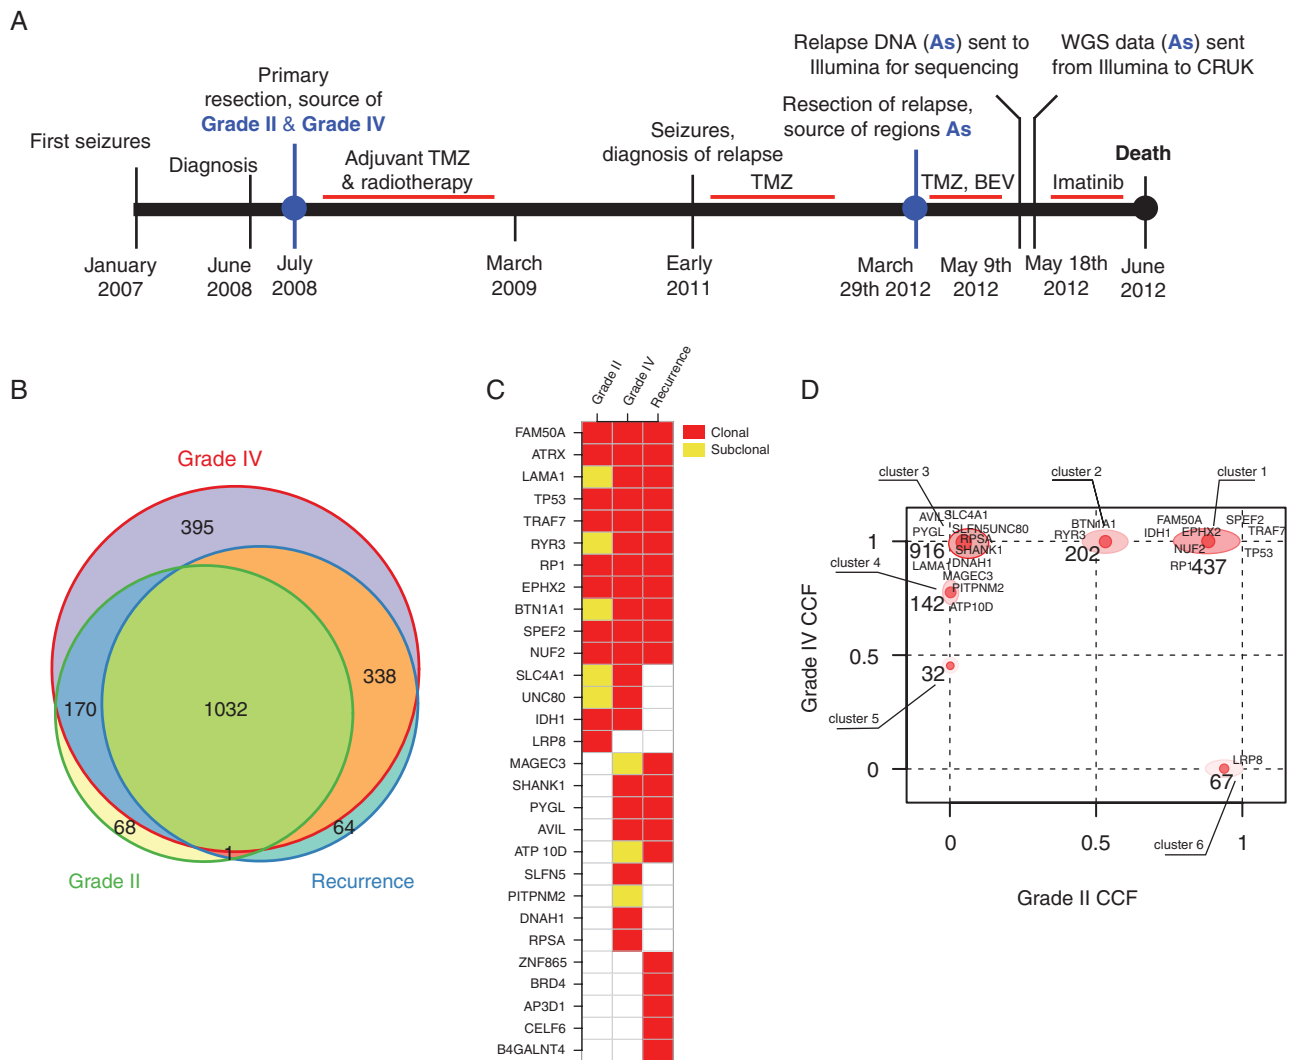 A
First seizures
Diagnosis
Primary
resection, source of
Grade II & Grade IV
Adjuvant TMZ
& radiotherapy
Seizures,
diagnosis of relapse
TMZ
Relapse DNA (As) sent to
Illumina for sequencing
Resection of relapse,
source of regions As
TMZ, BEV
WGS data (As) sent
from Illumina to CRUK
Imatinib
Death
January
2007
June
2008
July
2008
March
2009
Early
2011
March
29th 2012
May 9th
2012
May 18th
2012
June
2012
B
Grade IV
395
338
170
1032
68
64
1
Grade II
Recurrence
C
Grade II
Grade IV
Recurrence
Clonal
Subclonal
FAM50A
ATRX
LAMA1
TP53
TRAF7
RYR3
RP1
EPHX2
BTN1A1
SPEF2
NUF2
SLC4A1
UNC80
IDH1
LRP8
MAGEC3
SHANK1
PYGL
AVIL
ATP 10D
SLFN5
PITPNM2
DNAH1
RPSA
ZNF865
BRD4
AP3D1
CELF6
B4GALNT4
D
cluster 3
cluster 2
cluster 1
AVIL
SLC4A1
PYGL
SLFN5
UNC80
RPSA
916
SHANK1
LAMA1
DNAH1
BTN1A1
RYR3
202
FAM50A
SPEF2
IDH1
EPHX2
TRAF7
NUF2
TP53
RP1
437
cluster 4
MAGEC3
PITPNM2
142
ATP10D
32
cluster 5
LRP8
67
cluster 6
1
0.5
0
Grade IV CCF
0
0.5
1
Grade II CCF